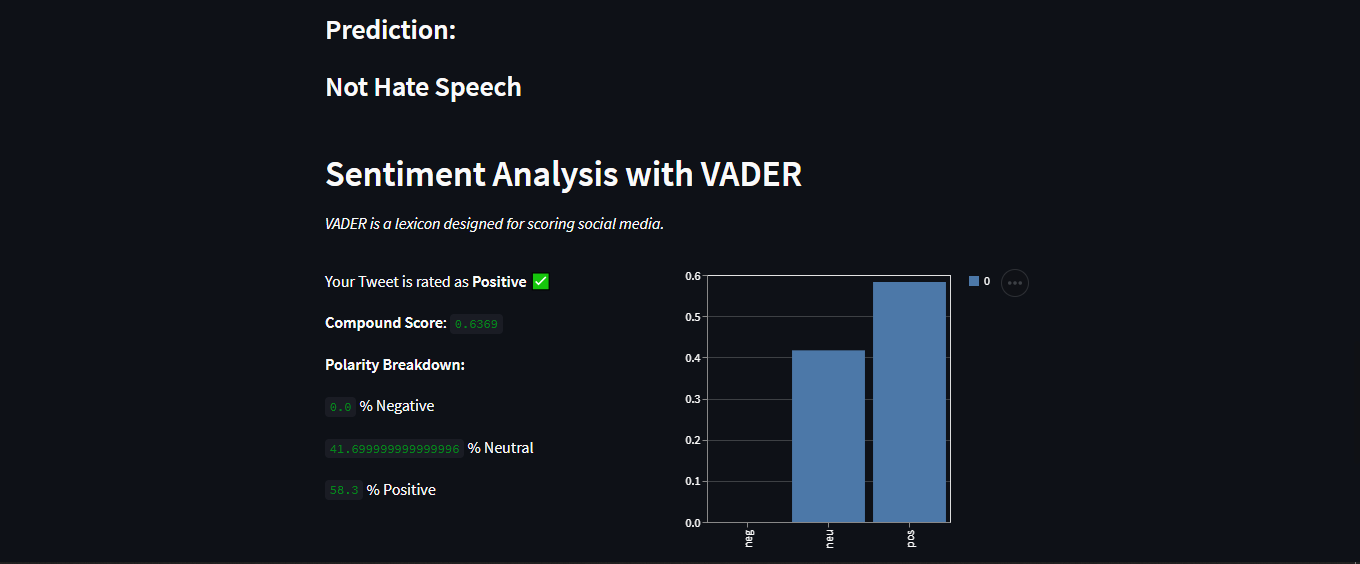 Prediction:
Not Hate Speech
Sentiment Analysis with VADER
VADER is a lexicon designed for scoring social media.
Your Tweet is rated as Positive ✅
Compound Score: 0.6369
Polarity Breakdown:
0.0 % Negative
41.699999999999996 % Neutral
58.3 % Positive
0.6
0.5
0.4
0.3
0.2
0.1
0.0
neg
neu
pos
0